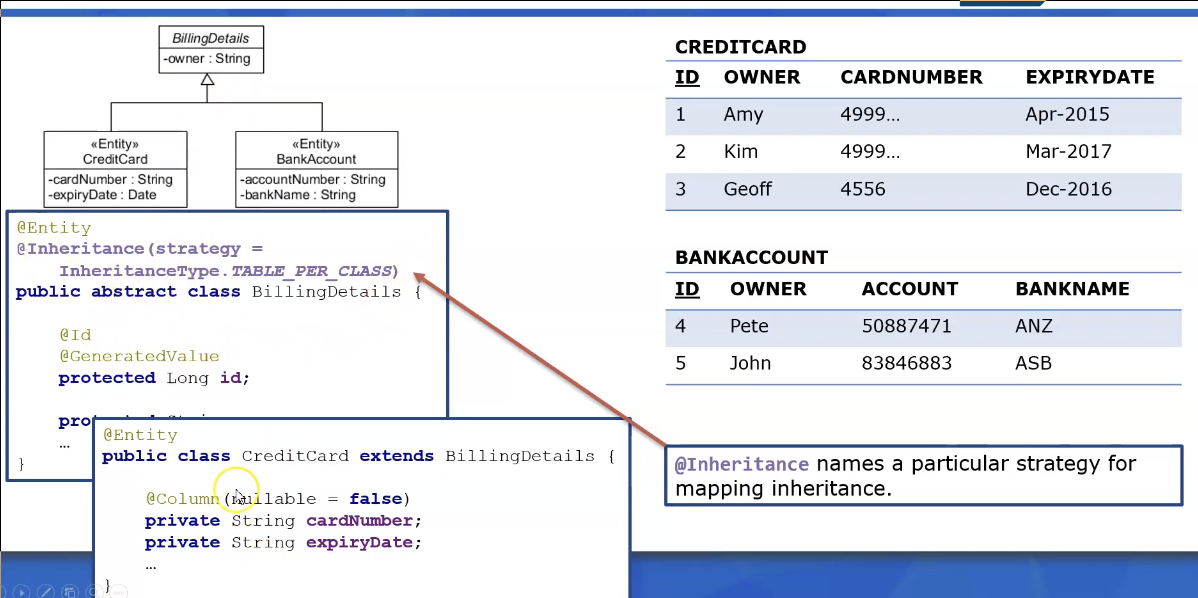 BillingDetails
-owner : String
«Entity»
CreditCard
-cardNumber : String
-expiryDate : Date
«Entity»
BankAccount
-accountNumber : String
-bankName : String
@Entity
@Inheritance(strategy =
InheritanceType.TABLE_PER_CLASS)
public abstract class BillingDetails {
@Id
@GeneratedValue
protected Long id;
…
}
@Entity
public class CreditCard extends BillingDetails {
@Column(nullable = false)
private String cardNumber;
private String expiryDate;
…
}
CREDITCARD
ID OWNER CARDNUMBER EXPIRYDATE
1 Amy 4999… Apr-2015
2 Kim 4999… Mar-2017
3 Geoff 4556 Dec-2016
BANKACCOUNT
ID OWNER ACCOUNT BANKNAME
4 Pete 50887471 ANZ
5 John 83846883 ASB
@Inheritance names a particular strategy for
mapping inheritance.